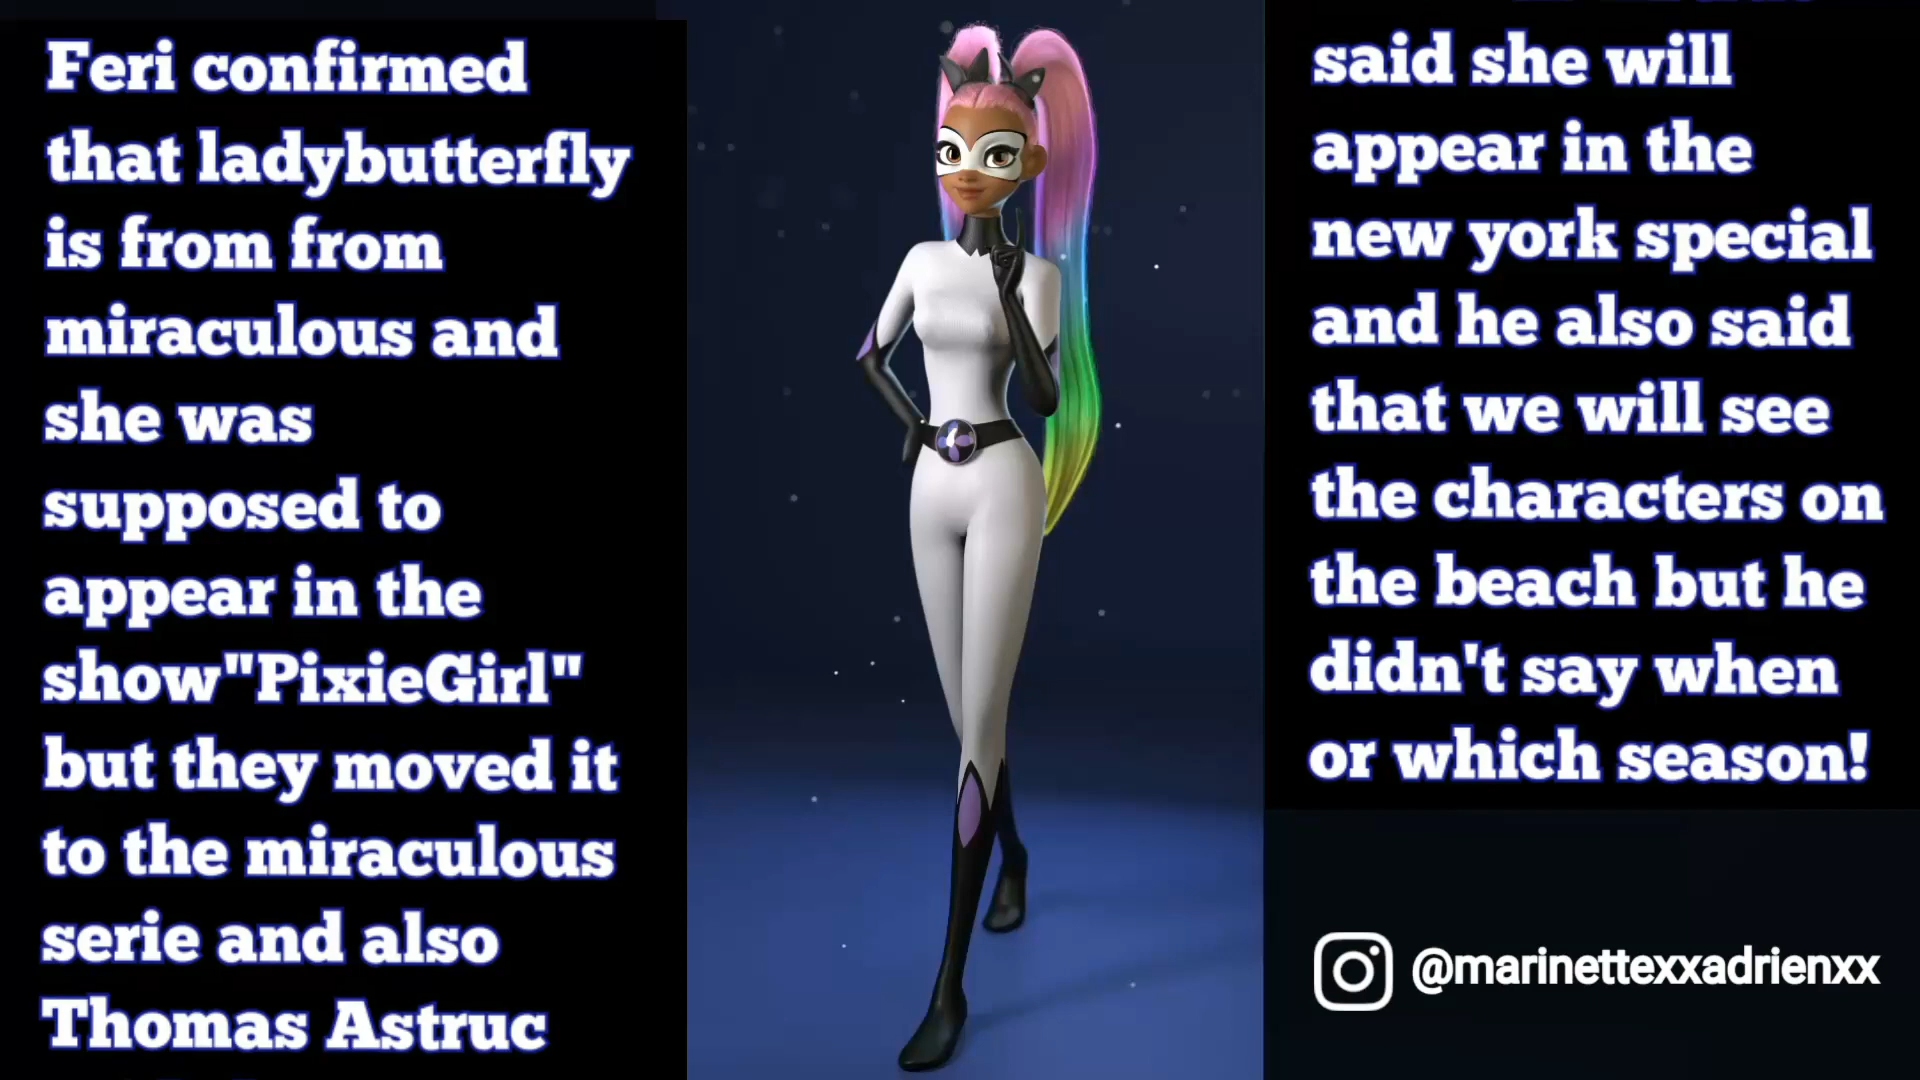 Feri confirmed
that ladybutterfly
is from from
miraculous and
she was
supposed to
appear in the
show"PixieGirl"
but they moved it
to the miraculous
serie and also
Thomas Astruc
said she will
appear in the
new york special
and he also said
that we will see
the characters on
the beach but he
didn't say when
or which season!
@marinettexxadrienxx